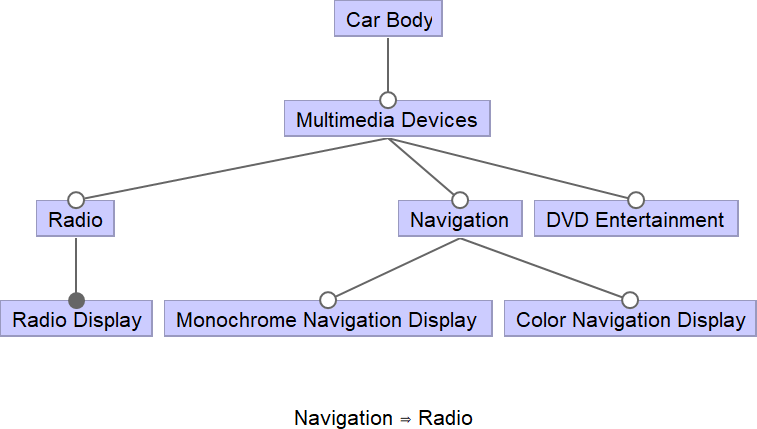 Car Body
Multimedia Devices
Radio
Navigation
DVD Entertainment
Radio Display
Monochrome Navigation Display
Color Navigation Display
Navigation ⇒ Radio